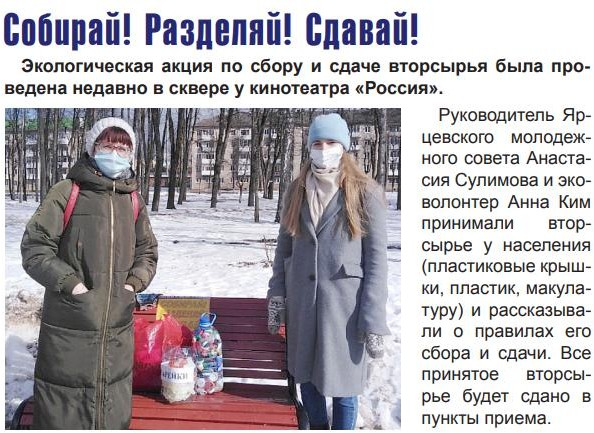 Собирай! Разделяй! Сдавай!
Экологическая акция по сбору и сдаче вторсырья была про-
ведена недавно в сквере у кинотеатра «Россия».
Руководитель Яр-
цевского молодеж-
ного совета Анаста-
сия Сулимова и эко-
волонтер Анна Ким
принимали втор-
сырье у населения
(пластиковые крыш-
ки, пластик, макула-
туру) и рассказыва-
ли о правилах его
сбора и сдачи. Все
принятое вторсы-
рье будет сдано в
пункты приема.